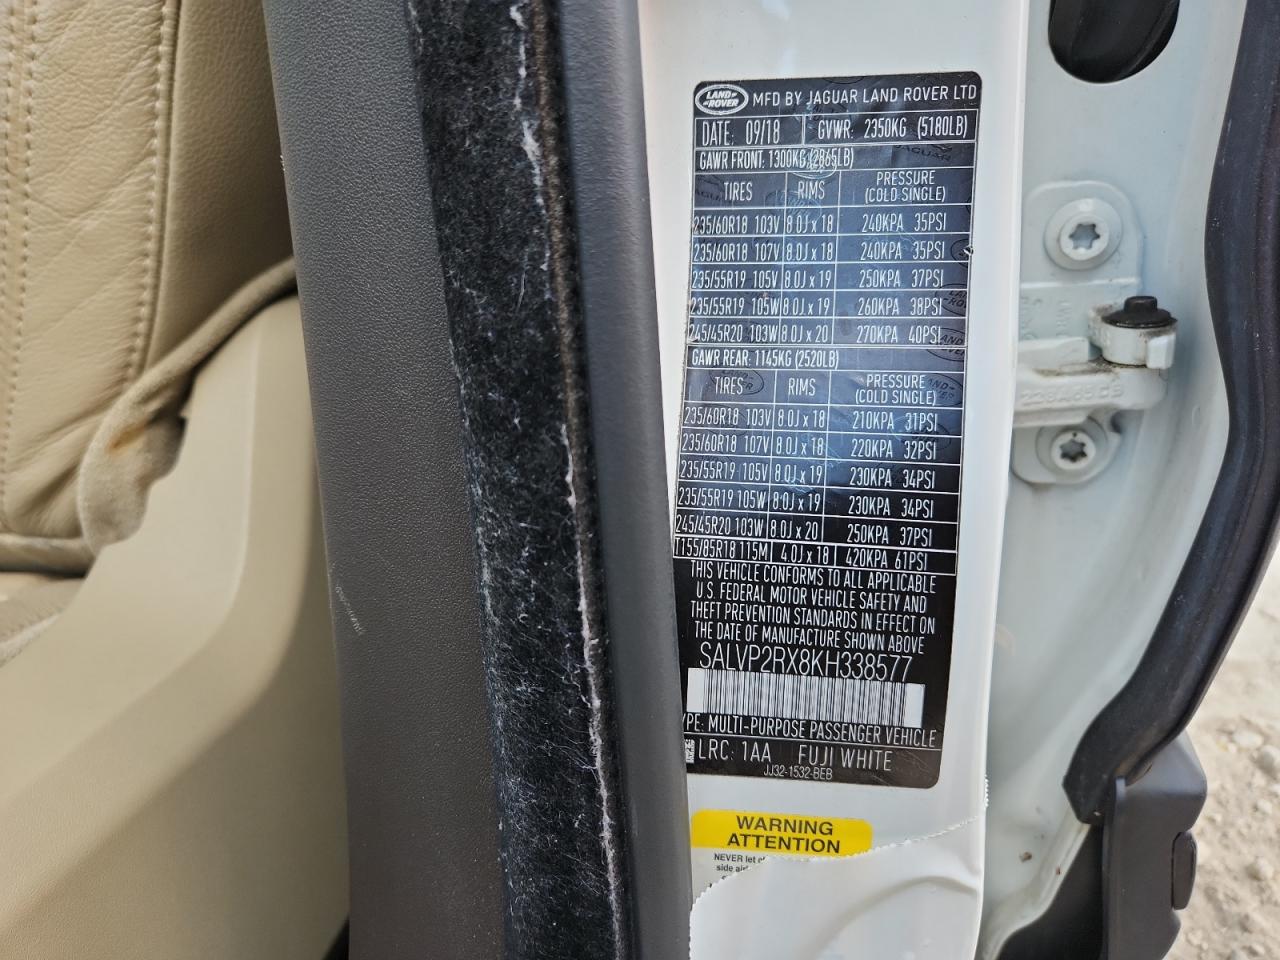 LAND-
-ROVER
MFD BY JAGUAR LAND ROVER LTD
DATE: 09/18 GVWR: 2350KG (5180LB)
GAWR FRONT: 1300KG (2865LB)
TIRES RIMS PRESSURE (COLD SINGLE)
235/60R18 103V 8.0J x 18 240KPA 35PSI
235/60R18 107V 8.0J x 18 240KPA 35PSI
235/55R19 105V 8.0J x 19 250KPA 37PSI
235/55R19 105W 8.0J x 19 260KPA 38PSI
245/45R20 103W 8.0J x 20 270KPA 40PSI
GAWR REAR: 1145KG (2520LB)
TIRES RIMS PRESSURE (COLD SINGLE)
235/60R18 103V 8.0J x 18 210KPA 31PSI
235/60R18 107V 8.0J x 18 220KPA 32PSI
235/55R19 105V 8.0J x 19 230KPA 34PSI
235/55R19 105W 8.0J x 19 230KPA 34PSI
245/45R20 103W 8.0J x 20 250KPA 37PSI
T155/85R18 115M 4.0J x 18 420KPA 61PSI
THIS VEHICLE CONFORMS TO ALL APPLICABLE
U.S. FEDERAL MOTOR VEHICLE SAFETY AND
THEFT PREVENTION STANDARDS IN EFFECT ON
THE DATE OF MANUFACTURE SHOWN ABOVE
SALVP2RX8KH338577
YPE: MULTI-PURPOSE PASSENGER VEHICLE
LRC: 1AA FUJI WHITE
JJ32-1532-BEB
WARNING
ATTENTION
NEVER let
side